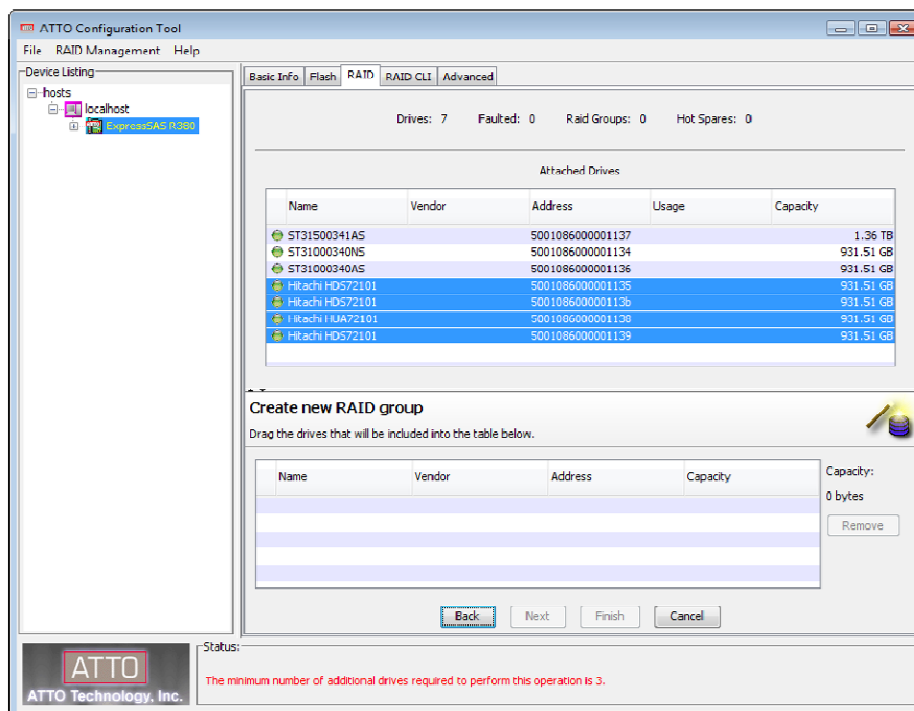 ATTO Configuration Tool
File RAID Management Help
Device Listing
hosts
localhost
ExpressSAS R380
Basic Info Flash RAID RAID CLI Advanced
Drives: 7 Faulted: 0 Raid Groups: 0 Hot Spares: 0
Attached Drives
Name Vendor Address Usage Capacity
ST31500341AS 5001086000001137 1.36 TB
ST31000340NS 5001086000001134 931.51 GB
ST31000340AS 5001086000001136 931.51 GB
Hitachi HDS72101 5001086000001135 931.51 GB
Hitachi HDS72101 500108600000113b 931.51 GB
Hitachi HUA72101 5001086000001138 931.51 GB
Hitachi HDS72101 5001086000001139 931.51 GB
Create new RAID group
Drag the drives that will be included into the table below.
Name Vendor Address Capacity
Capacity:
0 bytes
Remove
Back Next Finish Cancel
ATTO
ATTO Technology, Inc.
Status:
The minimum number of additional drives required to perform this operation is 3.